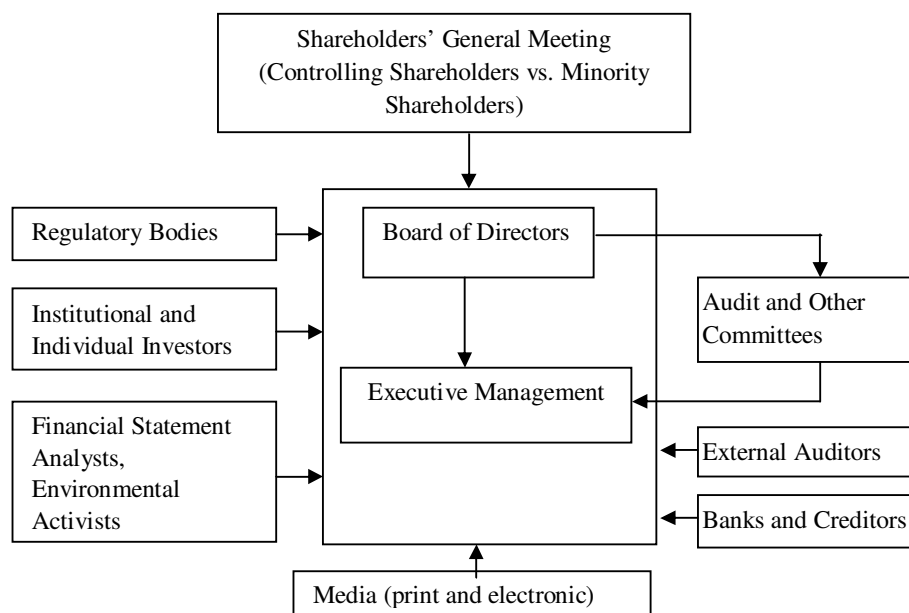 Shareholders’ General Meeting
(Controlling Shareholders vs. Minority
Shareholders)
Regulatory Bodies
Board of Directors
Institutional and
Individual Investors
Audit and Other
Committees
Executive Management
Financial Statement
Analysts,
Environmental
Activists
External Auditors
Banks and Creditors
Media (print and electronic)